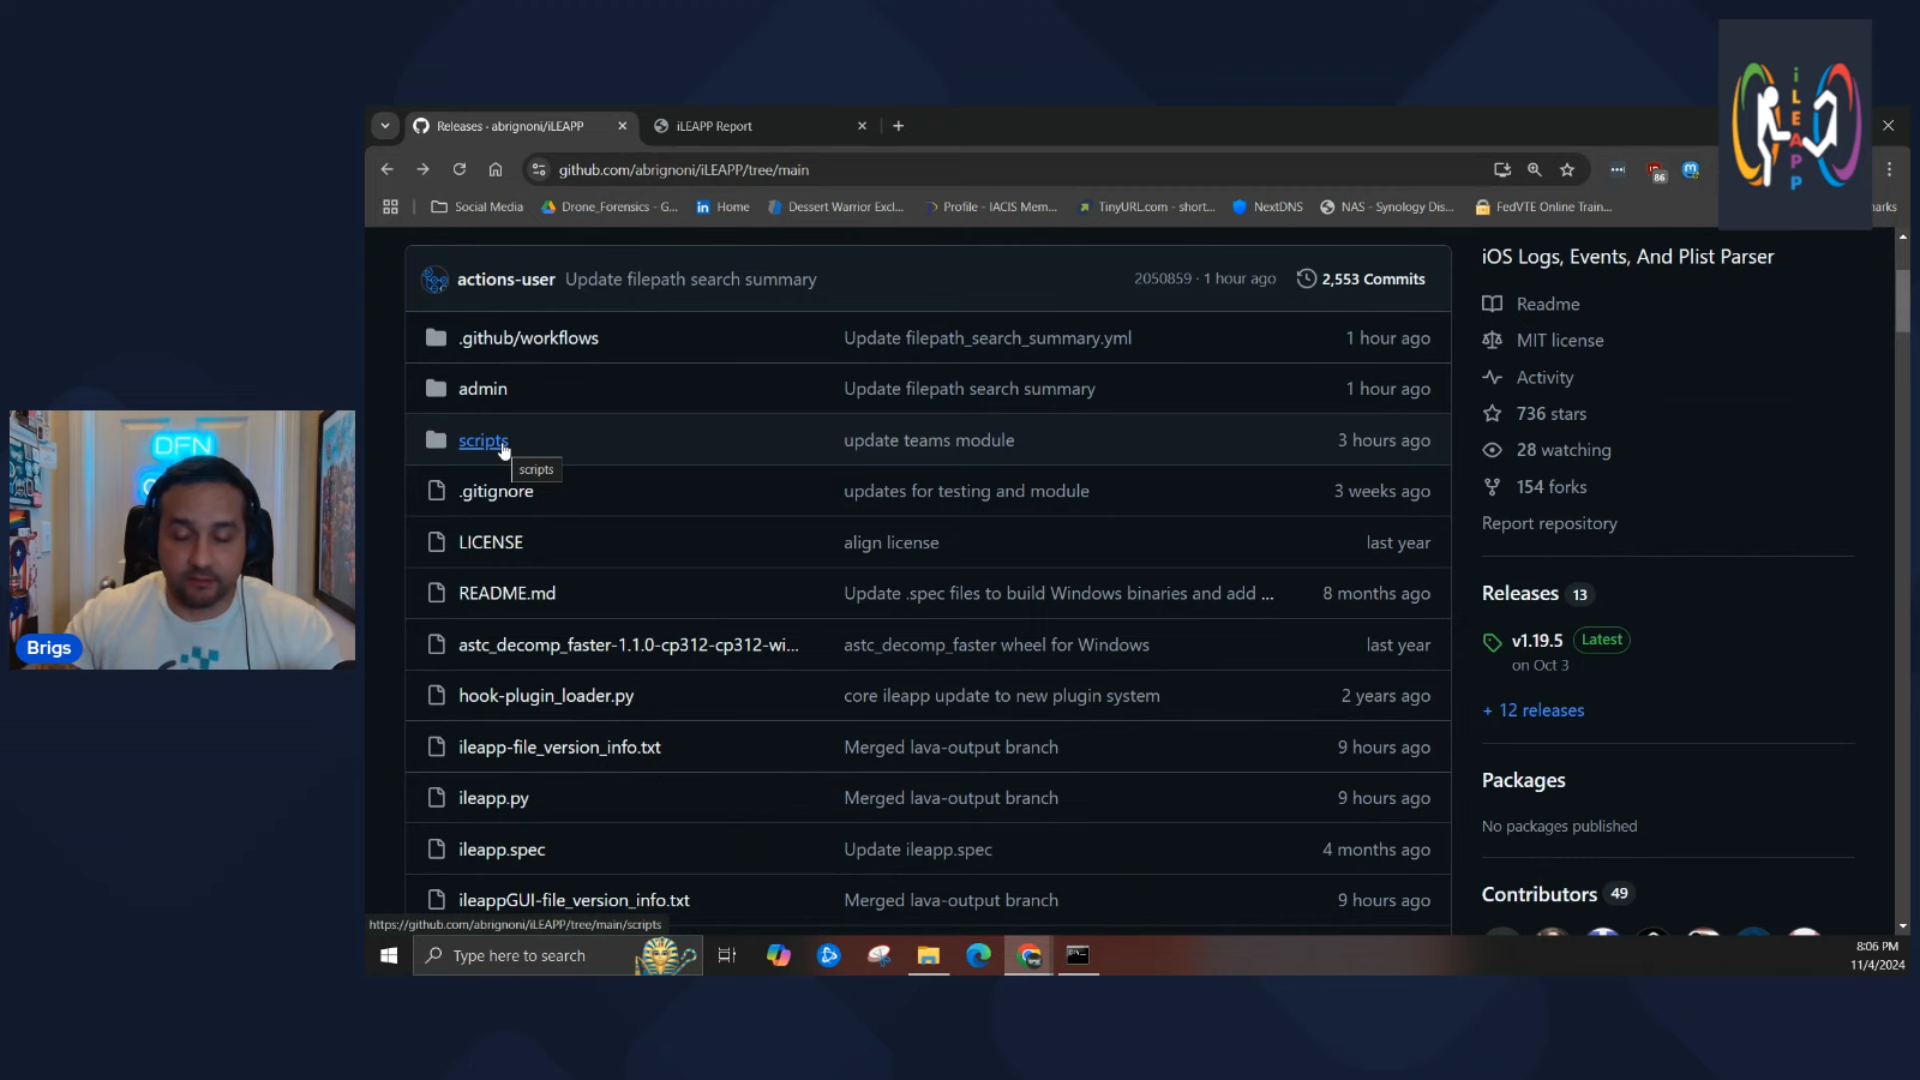 iLEAPP
Releases · abrignoni/iLEAPP
iLEAPP Report
github.com/abrignoni/iLEAPP/tree/main
86
Social Media
Drone_Forensics - G...
Home
Dessert Warrior Excl...
Profile - IACIS Mem...
TinyURL.com - short...
NextDNS
NAS - Synology Dis...
FedVTE Online Train...
arks
actions-user Update filepath search summary 2050859 · 1 hour ago 2,553 Commits
.github/workflows Update filepath_search_summary.yml 1 hour ago
admin Update filepath search summary 1 hour ago
scripts update teams module 3 hours ago
scripts
.gitignore updates for testing and module 3 weeks ago
LICENSE align license last year
README.md Update .spec files to build Windows binaries and add ... 8 months ago
astc_decomp_faster-1.1.0-cp312-cp312-wi... astc_decomp_faster wheel for Windows last year
hook-plugin_loader.py core ileapp update to new plugin system 2 years ago
ileapp-file_version_info.txt Merged lava-output branch 9 hours ago
ileapp.py Merged lava-output branch 9 hours ago
ileapp.spec Update ileapp.spec 4 months ago
ileappGUI-file_version_info.txt Merged lava-output branch 9 hours ago
https://github.com/abrignoni/iLEAPP/tree/main/scripts
iOS Logs, Events, And Plist Parser
Readme
MIT license
Activity
736 stars
28 watching
154 forks
Report repository
Releases 13
v1.19.5 Latest
on Oct 3
+ 12 releases
Packages
No packages published
Contributors 49
DFN
Brigs
Type here to search
8:06 PM
11/4/2024